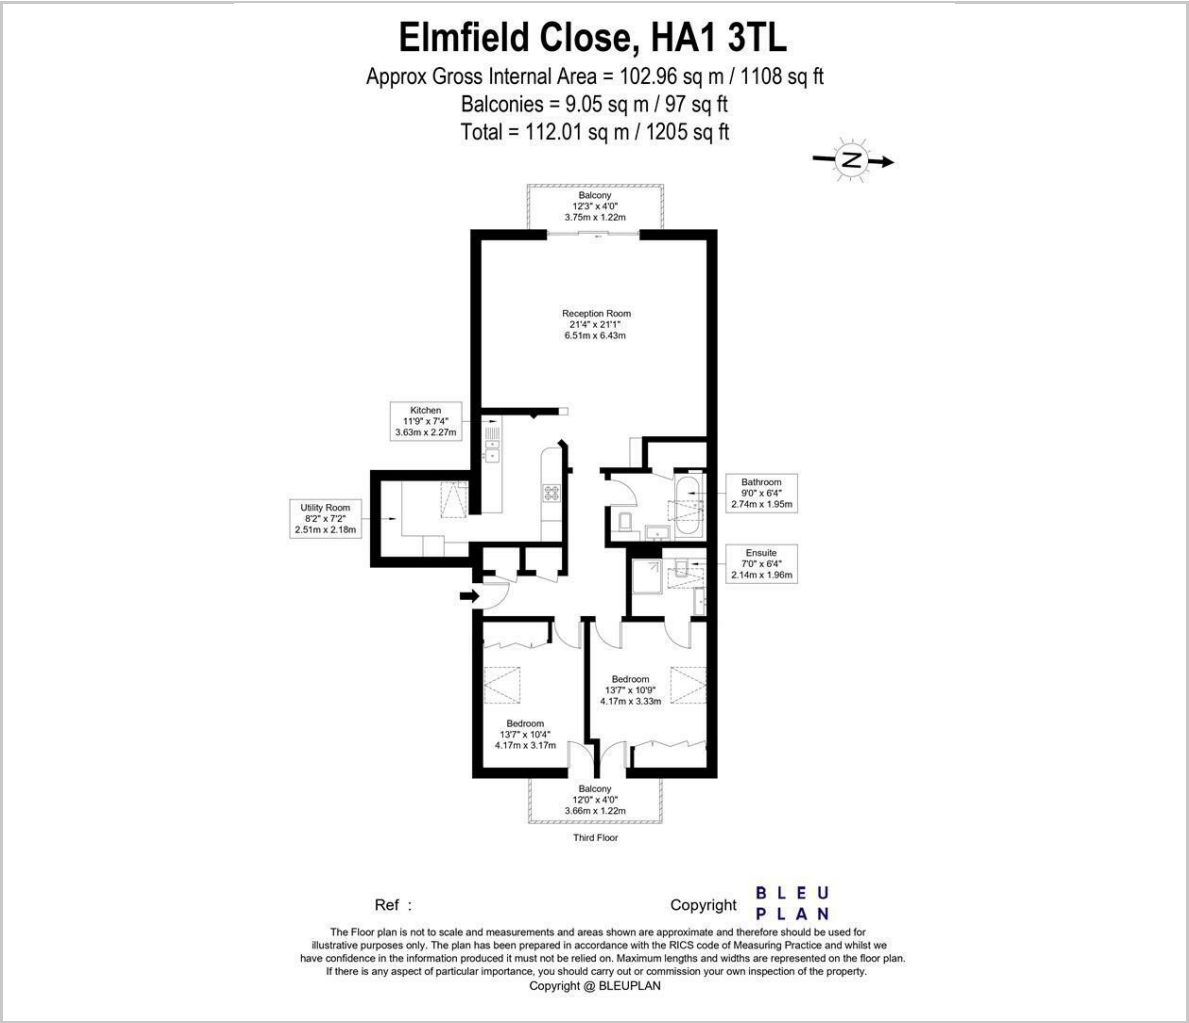 Elmfield Close, HA1 3TL
Approx Gross Internal Area = 102.96 sq m / 1108 sq ft
Balconies = 9.05 sq m / 97 sq ft
Total = 112.01 sq m / 1205 sq ft
N
Balcony
12'3" x 4'0"
3.75m x 1.22m
Reception Room
21'4" x 21'1"
6.51m x 6.43m
Kitchen
11'9" x 7'4"
3.63m x 2.27m
Utility Room
8'2" x 7'2"
2.51m x 2.18m
Bathroom
9'0" x 6'4"
2.74m x 1.95m
Ensuite
7'0" x 6'4"
2.14m x 1.96m
Bedroom
13'7" x 10'9"
4.17m x 3.33m
Bedroom
13'7" x 10'4"
4.17m x 3.17m
Balcony
12'0" x 4'0"
3.66m x 1.22m
Third Floor
Ref :
Copyright
BLEU
PLAN
The Floor plan is not to scale and measurements and areas shown are approximate and therefore should be used for
illustrative purposes only. The plan has been prepared in accordance with the RICS code of Measuring Practice and whilst we
have confidence in the information produced it must not be relied on. Maximum lengths and widths are represented on the floor plan.
If there is any aspect of particular importance, you should carry out or commission your own inspection of the property.
Copyright @ BLEUPLAN